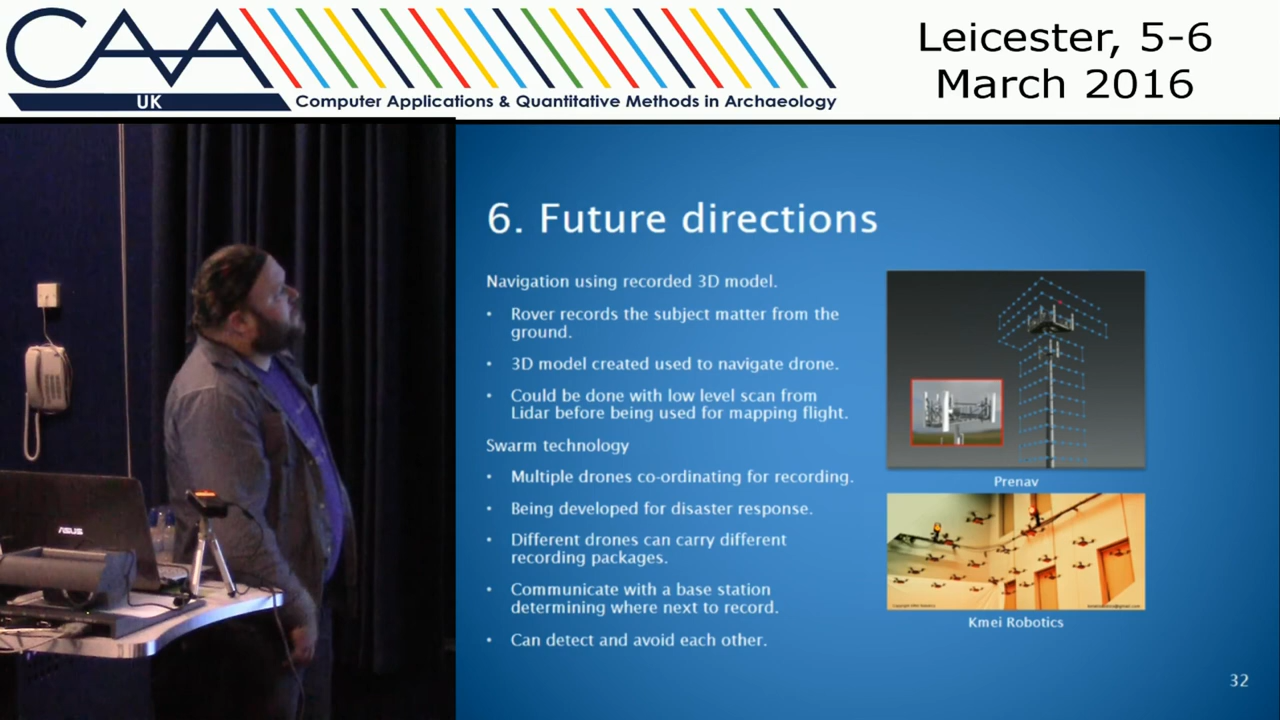 CAA
UK
Computer Applications & Quantitative Methods in Archaeology
Leicester, 5-6
March 2016
6. Future directions
Navigation using recorded 3D model.
• Rover records the subject matter from the
ground.
• 3D model created used to navigate drone.
• Could be done with low level scan from
Lidar before being used for mapping flight.
Swarm technology
• Multiple drones co-ordinating for recording.
• Being developed for disaster response.
• Different drones can carry different
recording packages.
• Communicate with a base station
determining where next to record.
• Can detect and avoid each other.
Prenav
Kmei Robotics
32
ASUS